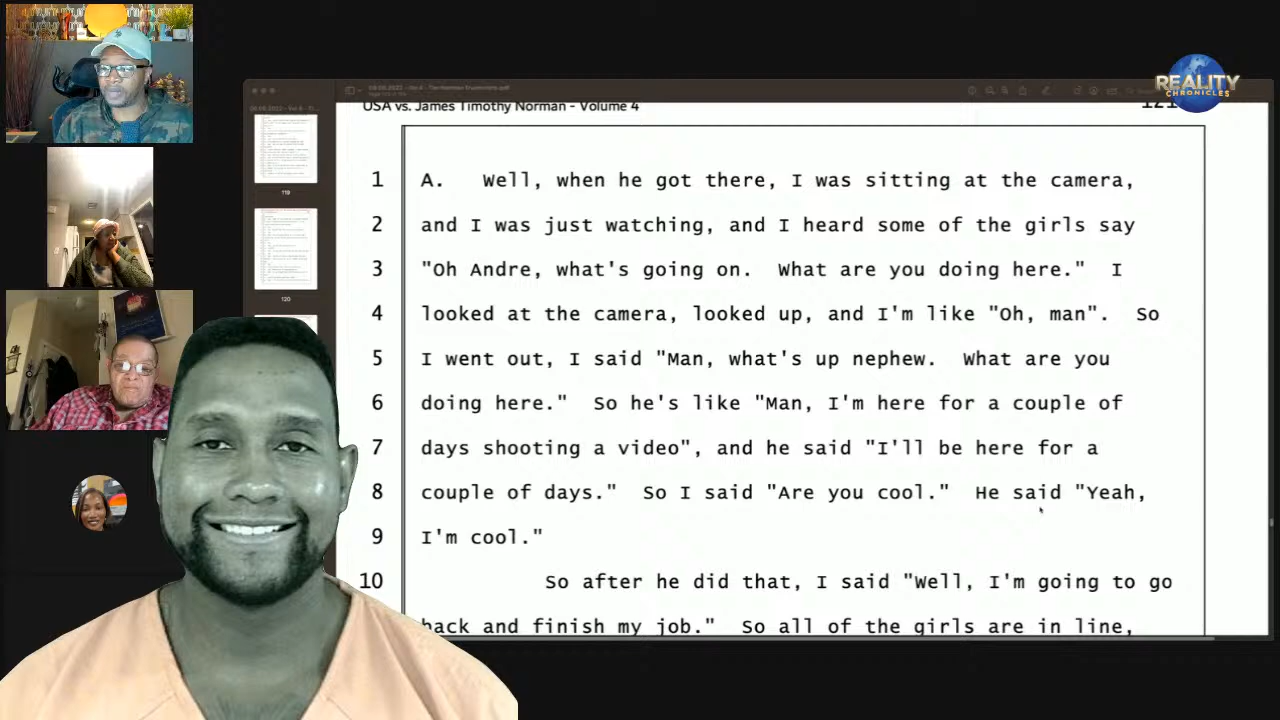 REALITY
CHRONICLES
USA vs. James Timothy Norman - Volume 4
119
120
1 A. Well, when he got there, I was sitting at the camera,
2 and I was just watching, and I heard some of the girls say
3 "Oh Andre, what's going on. What are you doing here." I
4 looked at the camera, looked up, and I'm like "Oh, man". So
5 I went out, I said "Man, what's up nephew. What are you
6 doing here." So he's like "Man, I'm here for a couple of
7 days shooting a video", and he said "I'll be here for a
8 couple of days." So I said "Are you cool." He said "Yeah,
9 I'm cool."
10 So after he did that, I said "Well, I'm going to go
back and finish my job." So all of the girls are in line,